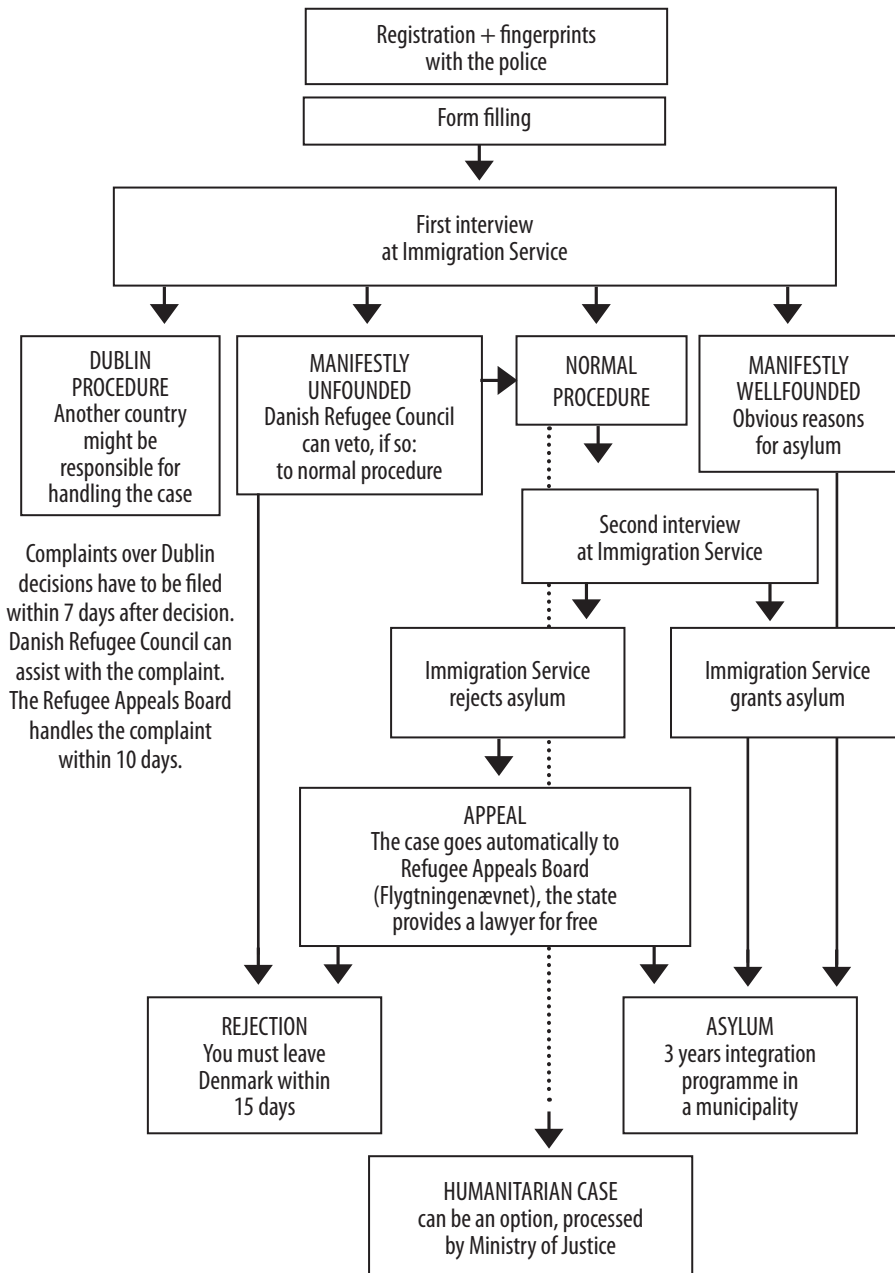 Registration + fingerprints
with the police
Form filling
First interview
at Immigration Service
DUBLIN
PROCEDURE
Another country
might be
responsible for
handling the case
MANIFESTLY
UNFOUNDED
Danish Refugee Council
can veto, if so:
to normal procedure
NORMAL
PROCEDURE
MANIFESTLY
WELLFOUNDED
Obvious reasons
for asylum
Second interview
at Immigration Service
Complaints over Dublin
decisions have to be filed
within 7 days after decision.
Danish Refugee Council can
assist with the complaint.
The Refugee Appeals Board
handles the complaint
within 10 days.
Immigration Service
rejects asylum
Immigration Service
grants asylum
APPEAL
The case goes automatically to
Refugee Appeals Board
(Flygtningenævnet), the state
provides a lawyer for free
REJECTION
You must leave
Denmark within
15 days
ASYLUM
3 years integration
programme in
a municipality
HUMANITARIAN CASE
can be an option, processed
by Ministry of Justice